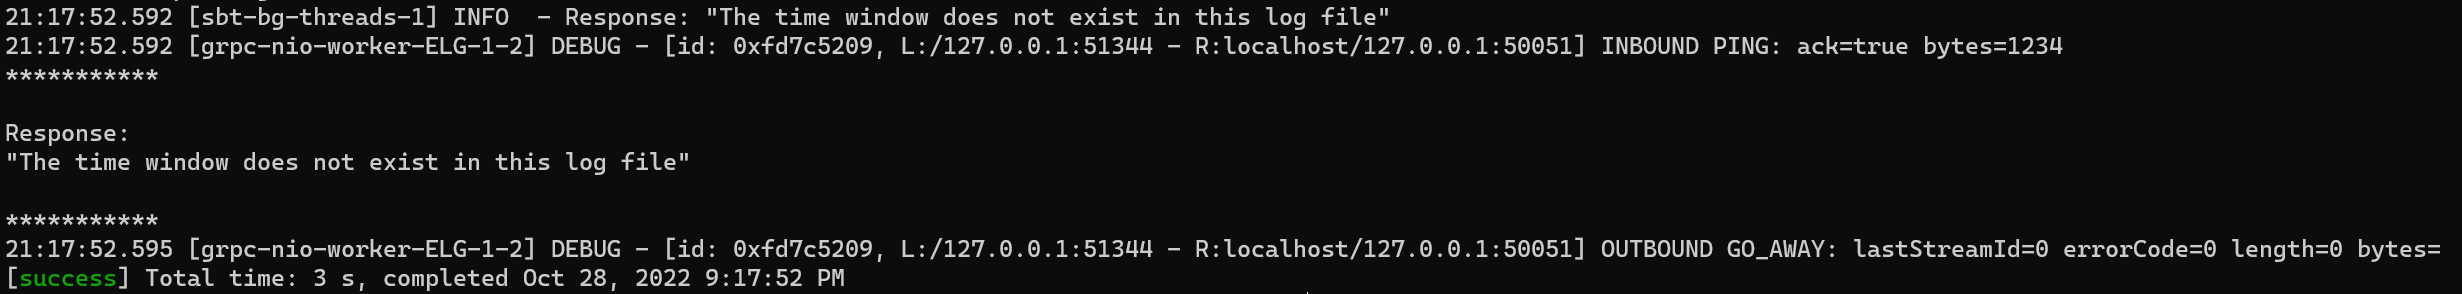 21:17:52.592 [sbt-bg-threads-1] INFO  - Response: "The time window does not exist in this log file"
21:17:52.592 [grpc-nio-worker-ELG-1-2] DEBUG - [id: 0xfd7c5209, L:/127.0.0.1:51344 - R:localhost/127.0.0.1:50051] INBOUND PING: ack=true bytes=1234
***********
Response:
"The time window does not exist in this log file"
***********
21:17:52.595 [grpc-nio-worker-ELG-1-2] DEBUG - [id: 0xfd7c5209, L:/127.0.0.1:51344 - R:localhost/127.0.0.1:50051] OUTBOUND GO_AWAY: lastStreamId=0 errorCode=0 length=0 bytes=
[success] Total time: 3 s, completed Oct 28, 2022 9:17:52 PM